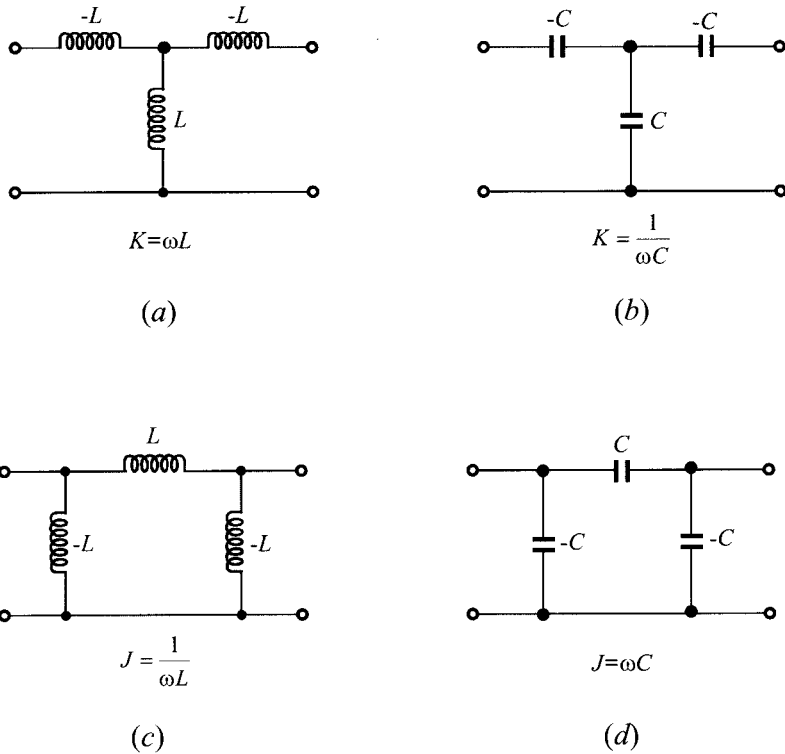 -L -L
L
K=ωL
(a)
-C -C
C
K = 1/ωC
(b)
L
-L -L
J = 1/ωL
(c)
C
-C -C
J=ωC
(d)